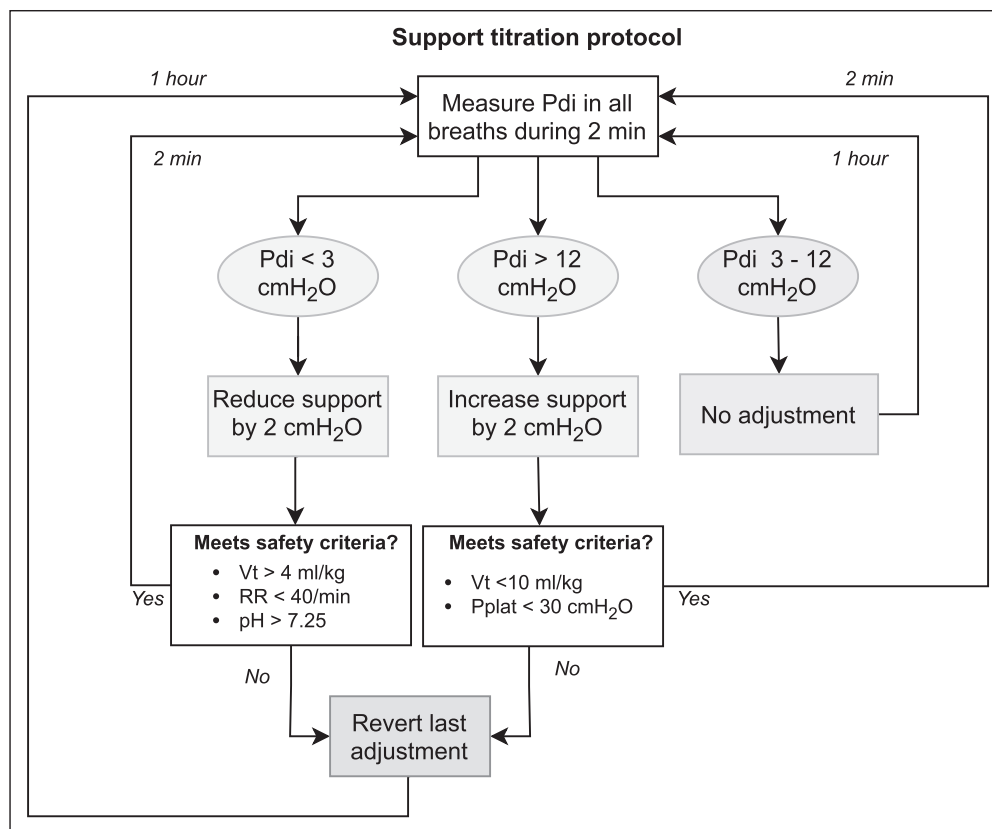 Support titration protocol
1 hour
2 min
Measure Pdi in all
breaths during 2 min
2 min
1 hour
Pdi < 3
cmH₂O
Pdi > 12
cmH₂O
Pdi 3 - 12
cmH₂O
Reduce support
by 2 cmH₂O
Increase support
by 2 cmH₂O
No adjustment
Meets safety criteria?
• Vt > 4 ml/kg
• RR < 40/min
• pH > 7.25
Meets safety criteria?
• Vt <10 ml/kg
• Pplat < 30 cmH₂O
Yes
Yes
No
No
Revert last
adjustment